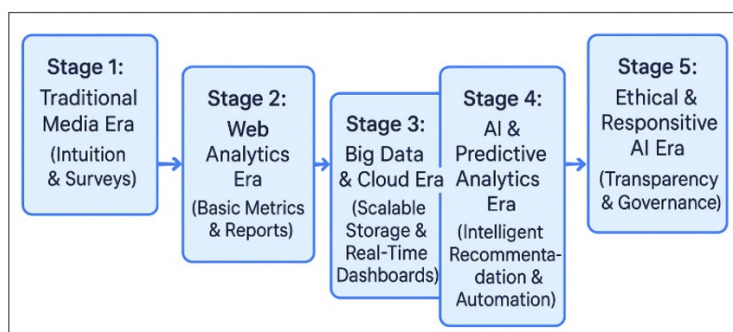 Stage 1:
Traditional
Media Era
(Intuition
& Surveys)
Stage 2:
Web
Analytics
Era
(Basic Metrics
& Reports)
Stage 3:
Big Data
& Cloud Era
(Scalable
Storage &
Real-Time
Dashboards)
Stage 4:
AI &
Predictive
Analytics
Era
(Intelligent
Recommenta-
dation &
Automation)
Stage 5:
Ethical &
Responsitive
AI Era
(Transparency
& Governance)